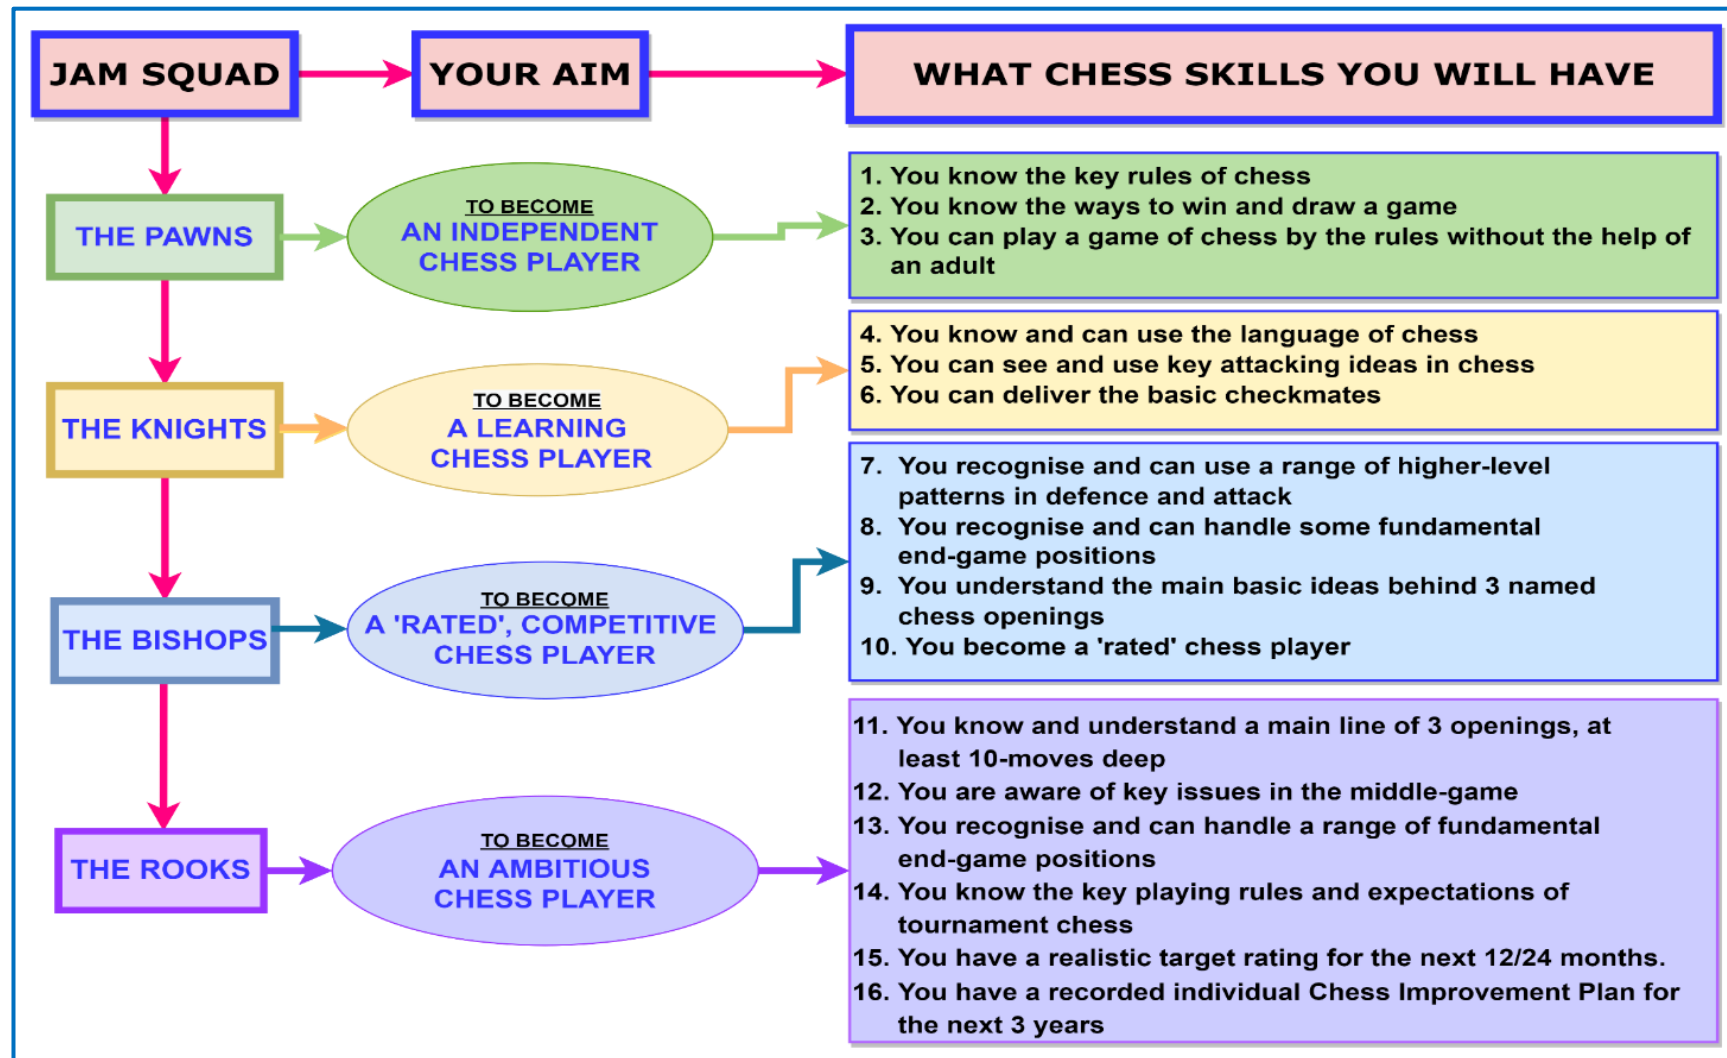 JAM SQUAD
YOUR AIM
WHAT CHESS SKILLS YOU WILL HAVE
THE PAWNS
TO BECOME
AN INDEPENDENT
CHESS PLAYER
1. You know the key rules of chess
2. You know the ways to win and draw a game
3. You can play a game of chess by the rules without the help of
an adult
THE KNIGHTS
TO BECOME
A LEARNING
CHESS PLAYER
4. You know and can use the language of chess
5. You can see and use key attacking ideas in chess
6. You can deliver the basic checkmates
THE BISHOPS
TO BECOME
A 'RATED', COMPETITIVE
CHESS PLAYER
7. You recognise and can use a range of higher-level
patterns in defence and attack
8. You recognise and can handle some fundamental
end-game positions
9. You understand the main basic ideas behind 3 named
chess openings
10. You become a 'rated' chess player
THE ROOKS
TO BECOME
AN AMBITIOUS
CHESS PLAYER
11. You know and understand a main line of 3 openings, at
least 10-moves deep
12. You are aware of key issues in the middle-game
13. You recognise and can handle a range of fundamental
end-game positions
14. You know the key playing rules and expectations of
tournament chess
15. You have a realistic target rating for the next 12/24 months.
16. You have a recorded individual Chess Improvement Plan for
the next 3 years